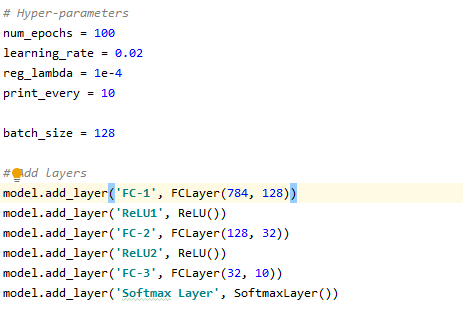 # Hyper-parameters
num_epochs = 100
learning_rate = 0.02
reg_lambda = 1e-4
print_every = 10
batch_size = 128
# Add layers
model.add_layer('FC-1', FCLayer(784, 128))
model.add_layer('ReLU1', ReLU())
model.add_layer('FC-2', FCLayer(128, 32))
model.add_layer('ReLU2', ReLU())
model.add_layer('FC-3', FCLayer(32, 10))
model.add_layer('Softmax Layer', SoftmaxLayer())